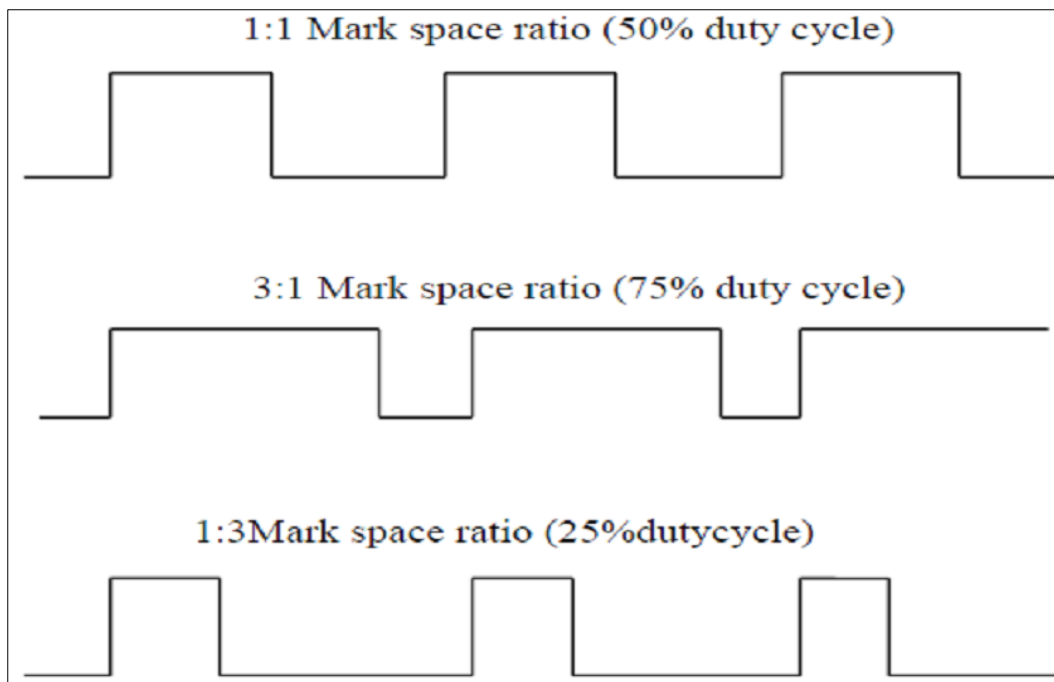 1:1 Mark space ratio (50% duty cycle)
3:1 Mark space ratio (75% duty cycle)
1:3Mark space ratio (25%dutycycle)